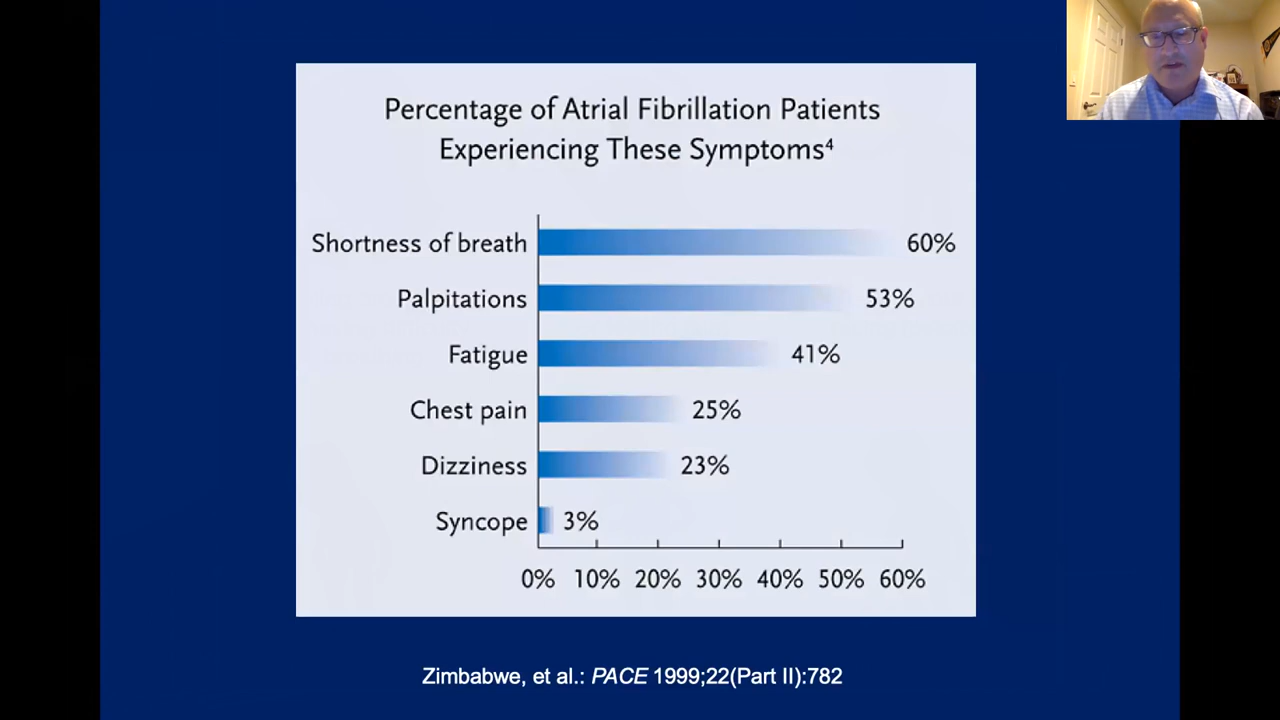 Percentage of Atrial Fibrillation Patients
Experiencing These Symptoms⁴
Shortness of breath 60%
Palpitations 53%
Fatigue 41%
Chest pain 25%
Dizziness 23%
Syncope 3%
0% 10% 20% 30% 40% 50% 60%
Zimbabwe, et al.: PACE 1999;22(Part II):782